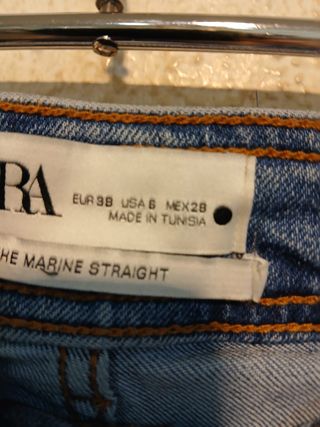 RA
EUR 38 USA 6 MEX 28
MADE IN TUNISIA
HE MARINE STRAIGHT